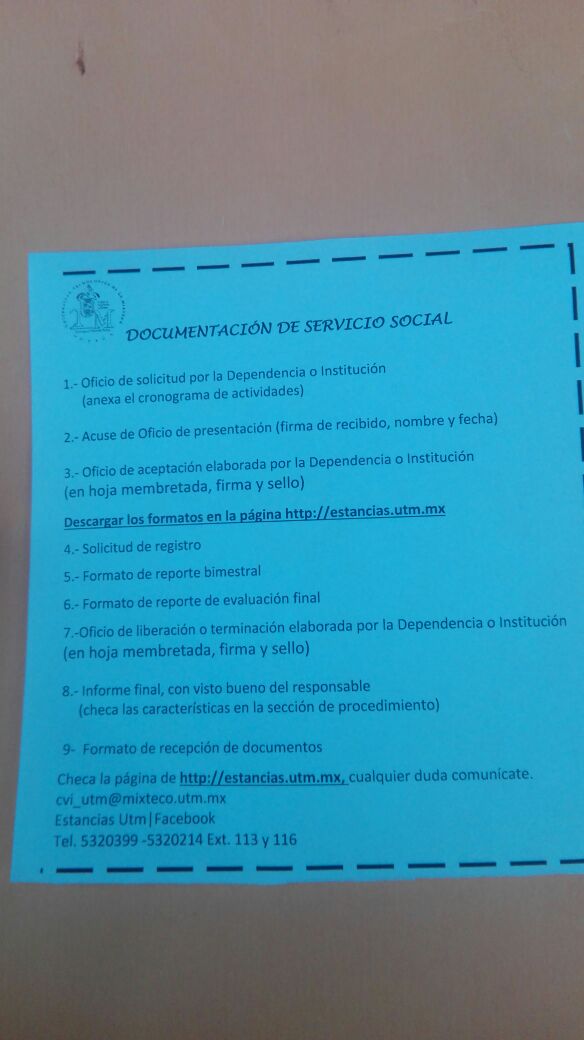 DOCUMENTACIÓN DE SERVICIO SOCIAL
1.- Oficio de solicitud por la Dependencia o Institución
(anexa el cronograma de actividades)
2.- Acuse de Oficio de presentación (firma de recibido, nombre y fecha)
3.- Oficio de aceptación elaborada por la Dependencia o Institución
(en hoja membretada, firma y sello)
Descargar los formatos en la página http://estancias.utm.mx
4.- Solicitud de registro
5.- Formato de reporte bimestral
6.- Formato de reporte de evaluación final
7.-Oficio de liberación o terminación elaborada por la Dependencia o Institución
(en hoja membretada, firma y sello)
8.- Informe final, con visto bueno del responsable
(checa las características en la sección de procedimiento)
9- Formato de recepción de documentos
Checa la página de http://estancias.utm.mx, cualquier duda comunícate.
cvi_utm@mixteco.utm.mx
Estancias Utm|Facebook
Tel. 5320399 -5320214 Ext. 113 y 116